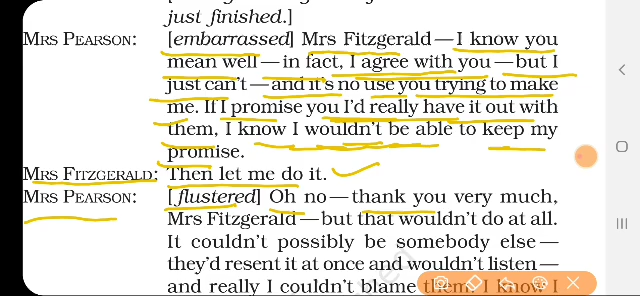 just finished.]
MRS PEARSON: [embarrassed] Mrs Fitzgerald—I know you
mean well—in fact, I agree with you—but I
just can't—and it's no use you trying to make
me. If I promise you I'd really have it out with
them, I know I wouldn't be able to keep my
promise.
MRS FITZGERALD: Then let me do it.
MRS PEARSON: [flustered] Oh no—thank you very much,
Mrs Fitzgerald—but that wouldn't do at all.
It couldn't possibly be somebody else—
they'd resent it at once and wouldn't listen—
and really I couldn't blame them. I know I